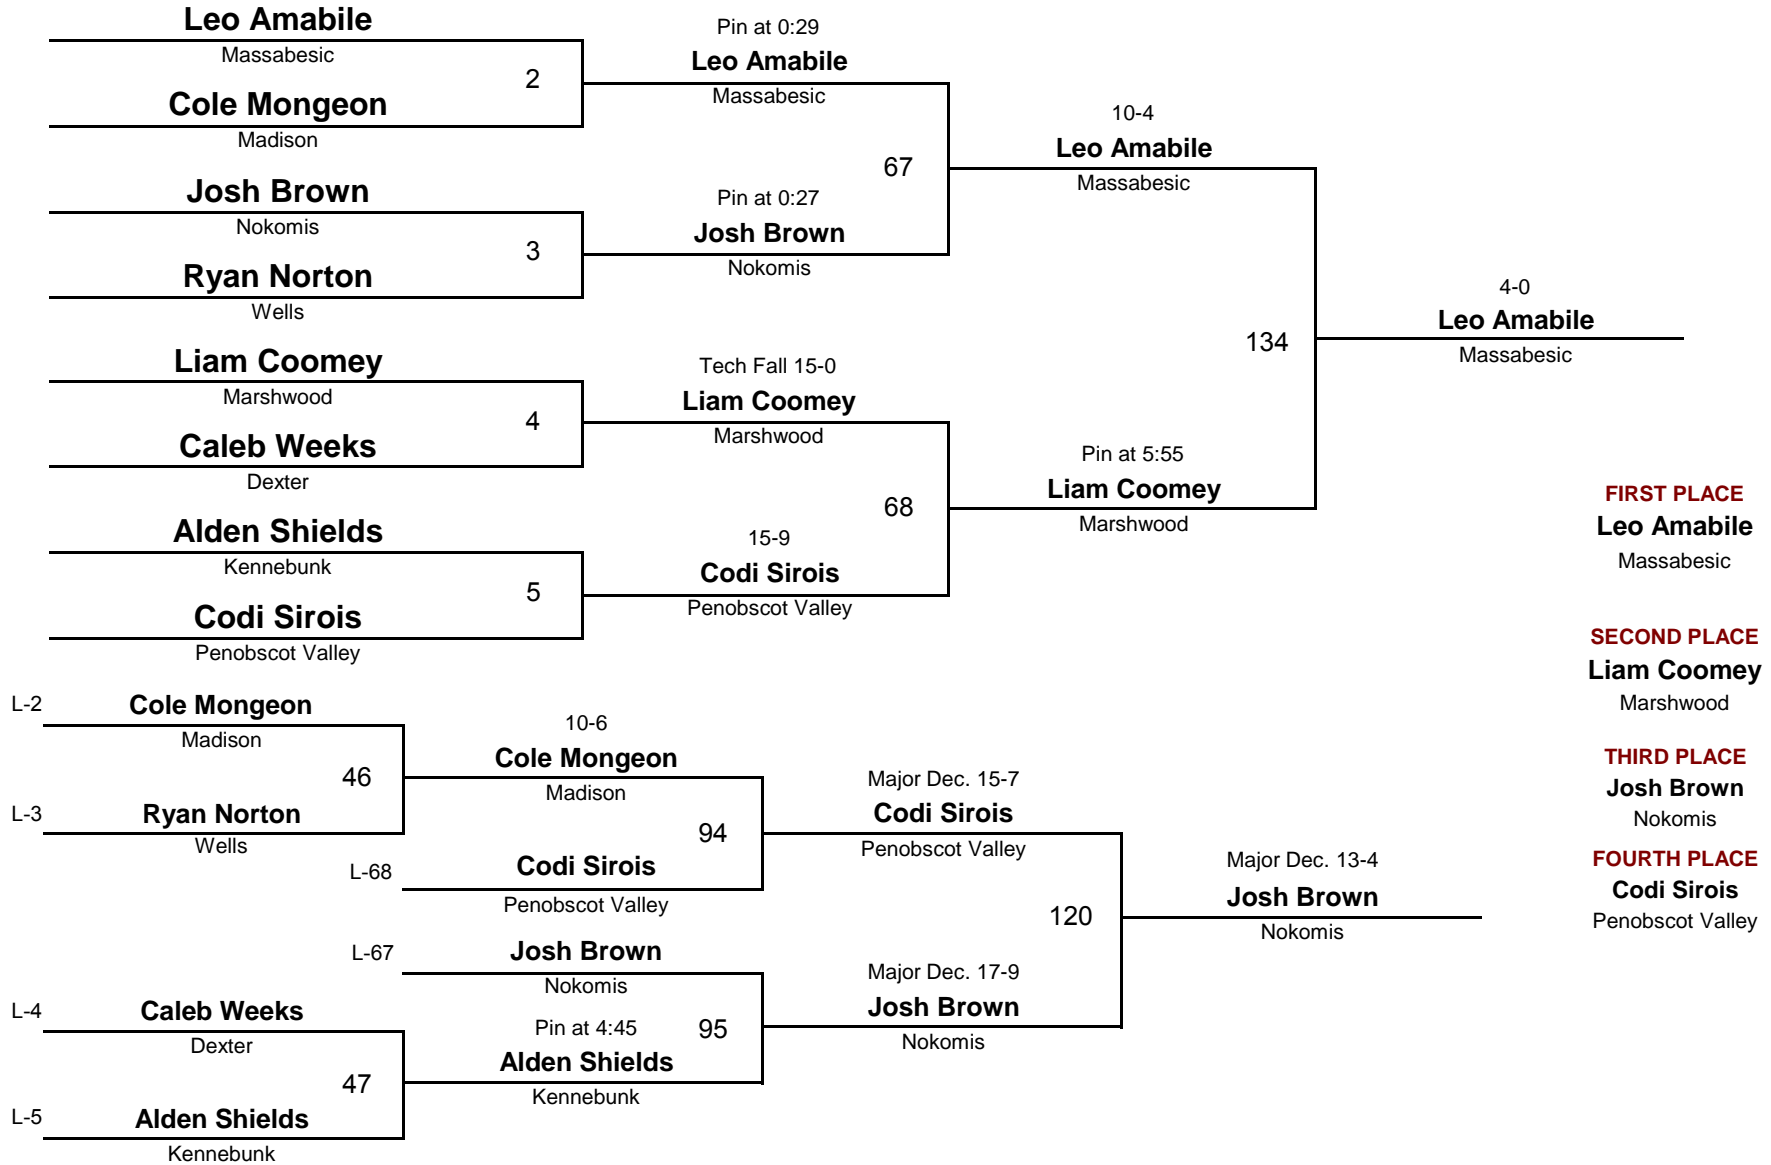 Leo Amabile
Massabesic
2
Cole Mongeon
Madison
Josh Brown
Nokomis
3
Ryan Norton
Wells
Liam Coomey
Marshwood
4
Caleb Weeks
Dexter
Alden Shields
Kennebunk
5
Codi Sirois
Penobscot Valley
Pin at 0:29
Leo Amabile
Massabesic
67
Pin at 0:27
Josh Brown
Nokomis
Tech Fall 15-0
Liam Coomey
Marshwood
68
15-9
Codi Sirois
Penobscot Valley
10-4
Leo Amabile
Massabesic
134
Pin at 5:55
Liam Coomey
Marshwood
4-0
Leo Amabile
Massabesic
FIRST PLACE
Leo Amabile
Massabesic
SECOND PLACE
Liam Coomey
Marshwood
THIRD PLACE
Josh Brown
Nokomis
FOURTH PLACE
Codi Sirois
Penobscot Valley
L-2
Cole Mongeon
Madison
46
L-3
Ryan Norton
Wells
10-6
Cole Mongeon
Madison
94
L-68
Codi Sirois
Penobscot Valley
L-67
Josh Brown
Nokomis
95
L-4
Caleb Weeks
Dexter
47
L-5
Alden Shields
Kennebunk
Pin at 4:45
Alden Shields
Kennebunk
Major Dec. 15-7
Codi Sirois
Penobscot Valley
120
Major Dec. 17-9
Josh Brown
Nokomis
Major Dec. 13-4
Josh Brown
Nokomis